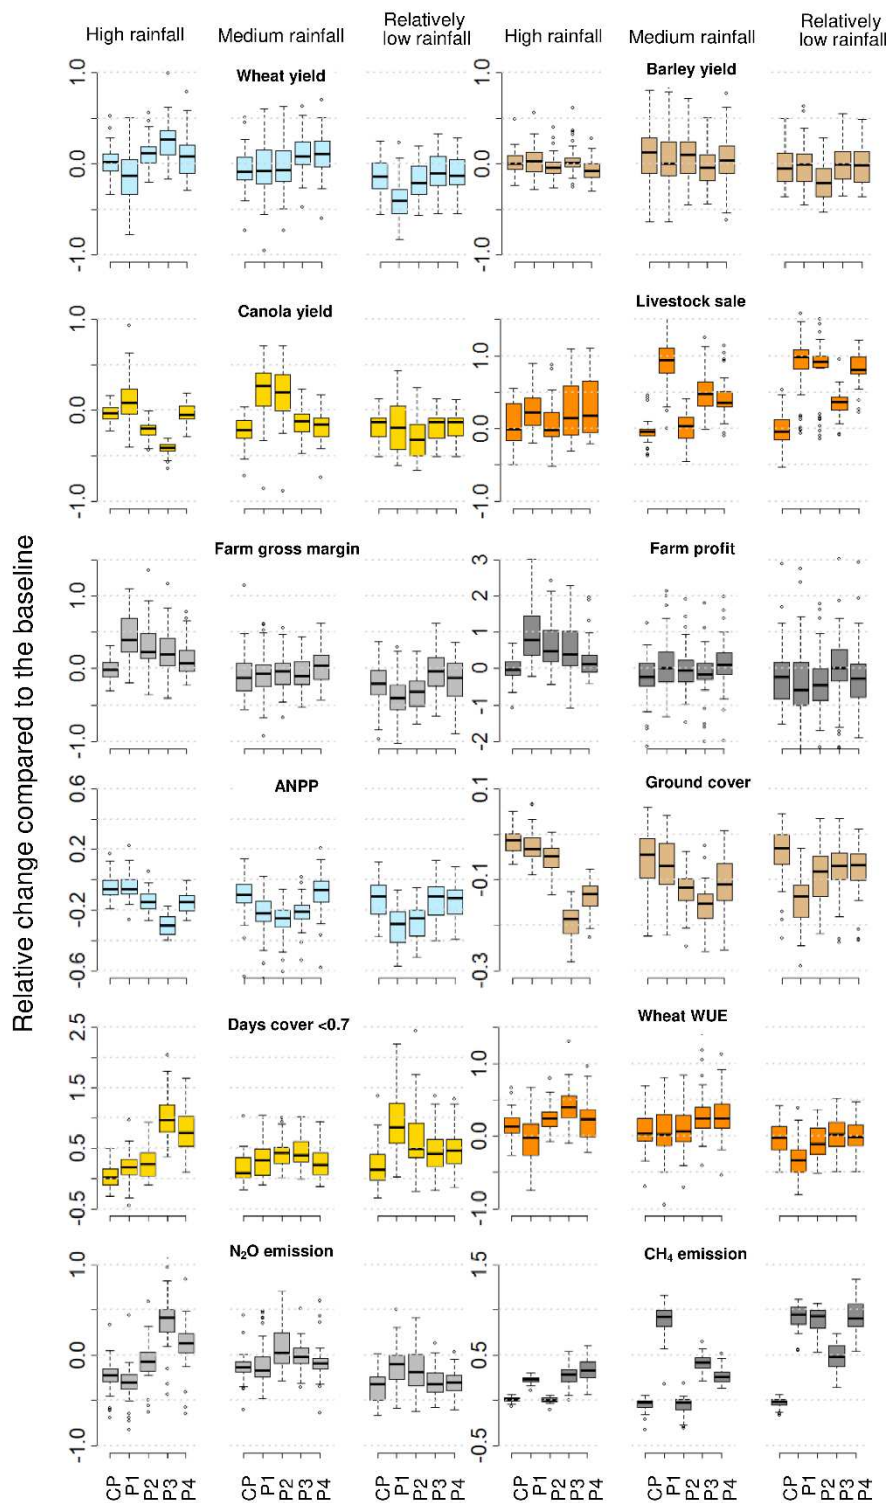 High rainfall Medium rainfall Relatively low rainfall High rainfall Medium rainfall Relatively low rainfall
Relative change compared to the baseline
Wheat yield Barley yield
1.0 0.0 -1.0
1.0 0.0 -1.0
Canola yield Livestock sale
1.0 0.0 -1.0
1.0 0.0 -1.0
Farm gross margin Farm profit
1.0 0.0 -1.0
3 2 1 0 -1 -2
ANPP Ground cover
0.6 0.2 -0.2 -0.6
0.1 -0.1 -0.3
Days cover <0.7 Wheat WUE
2.5 1.5 0.5 -0.5
1.0 0.0 -1.0
N₂O emission CH₄ emission
1.0 0.0 -1.0
1.5 0.5 -0.5
CP P1 P2 P3 P4 CP P1 P2 P3 P4 CP P1 P2 P3 P4 CP P1 P2 P3 P4 CP P1 P2 P3 P4 CP P1 P2 P3 P4